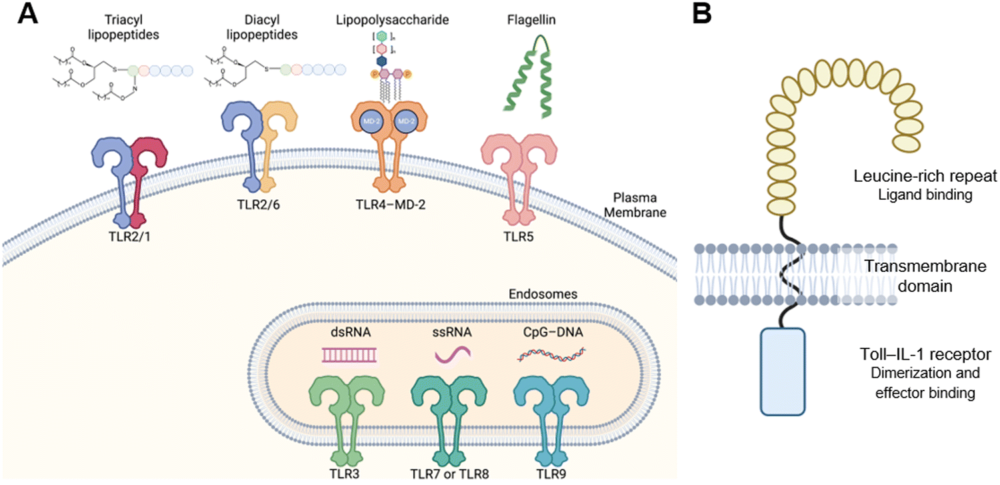 A
Triacyl
lipopeptides
Diacyl
lipopeptides
Lipopolysaccharide
Flagellin
[ ]n
[ ]n
P
P
S
N
O
O
O
O
O
O
S
O
O
O
O
MD-2
MD-2
TLR2/1
TLR2/6
TLR4–MD-2
TLR5
Plasma
Membrane
Endosomes
dsRNA
ssRNA
CpG–DNA
TLR3
TLR7 or TLR8
TLR9
B
Leucine-rich repeat
Ligand binding
Transmembrane
domain
Toll–IL-1 receptor
Dimerization and
effector binding